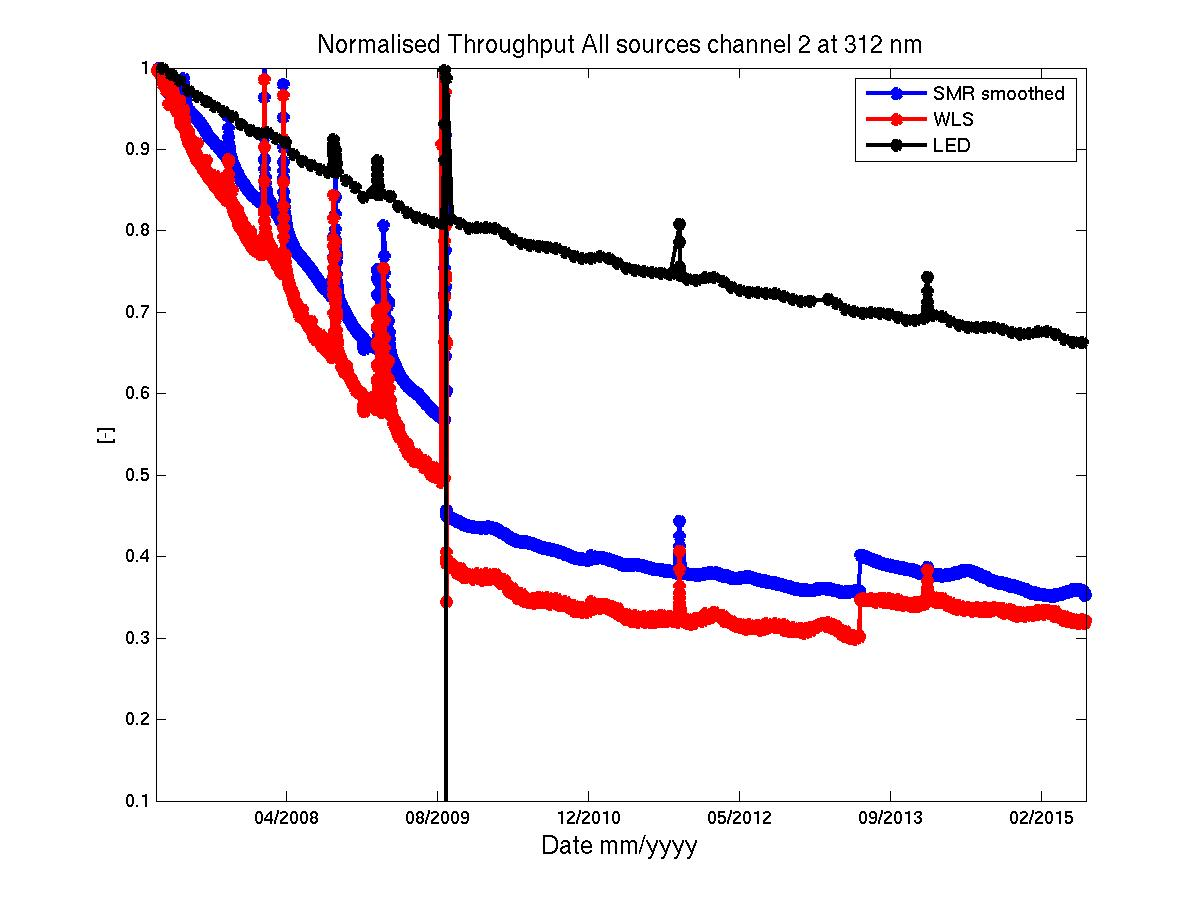 Normalised Throughput All sources channel 2 at 312 nm
SMR smoothed
WLS
LED
1
0.9
0.8
0.7
0.6
0.5
0.4
0.3
0.2
0.1
[-]
04/2008 08/2009 12/2010 05/2012 09/2013 02/2015
Date mm/yyyy